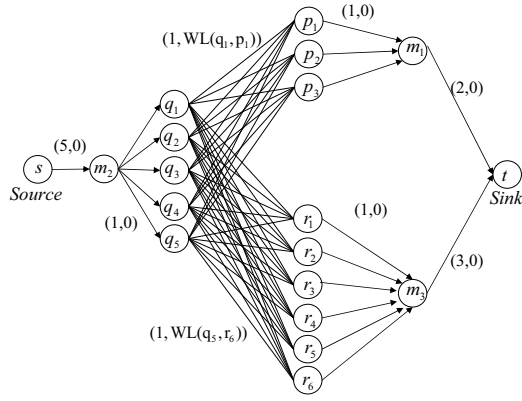 p₁
(1,0)
(1, WL(q₁,p₁))
p₂
m₁
p₃
q₁
(2,0)
q₂
(5,0)
s
m₂
q₃
t
Source
Sink
q₄
(1,0)
q₅
r₁
(1,0)
r₂
(3,0)
r₃
m₃
(1, WL(q₅,r₆))
r₄
r₅
r₆